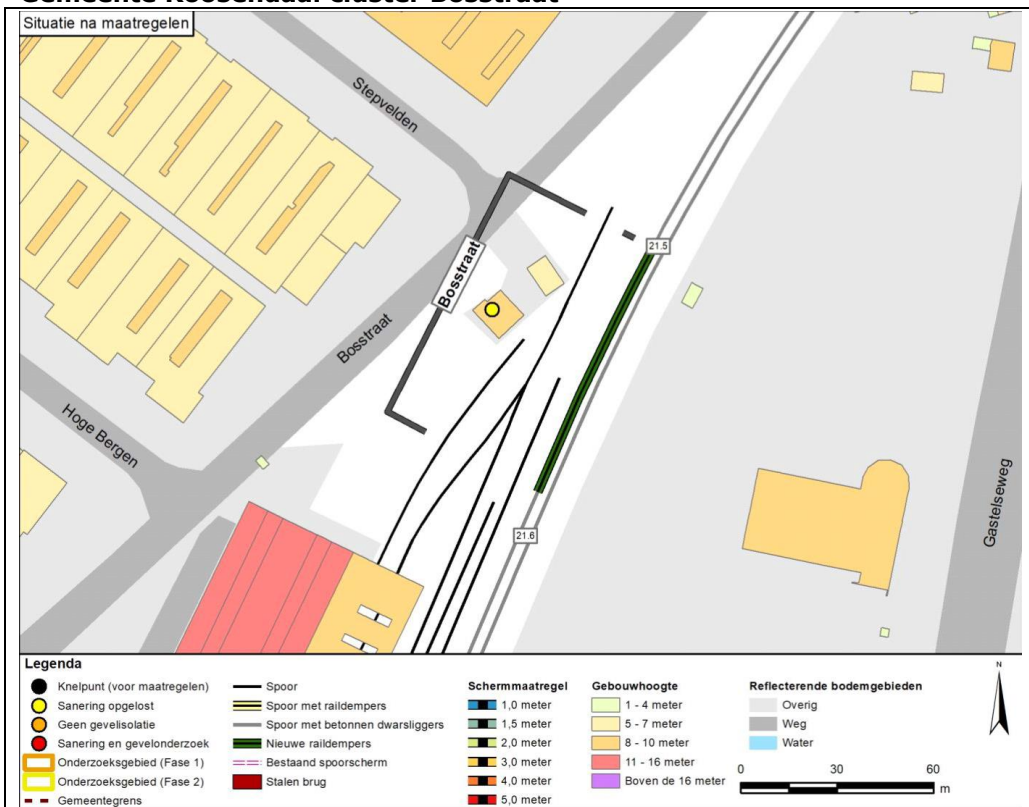 Gemeente Roosendaal cluster Bosstraat
Situatie na maatregelen
Stepvelden
Bosstraat
21.5
Bosstraat
Hoge Bergen
21.6
Gastelseweg
Legenda
Knelpunt (voor maatregelen)
Sanering opgelost
Geen gevelisolatie
Sanering en gevelonderzoek
Onderzoeksgebied (Fase 1)
Onderzoeksgebied (Fase 2)
Gemeentegrens
Spoor
Spoor met raildempers
Spoor met betonnen dwarsliggers
Nieuwe raildempers
Bestaand spoorscherm
Stalen brug
Schermmaatregel
1,0 meter
1,5 meter
2,0 meter
3,0 meter
4,0 meter
5,0 meter
Gebouwhoogte
1 - 4 meter
5 - 7 meter
8 - 10 meter
11 - 16 meter
Boven de 16 meter
Reflecterende bodemgebieden
Overig
Weg
Water
N
0 30 60
m